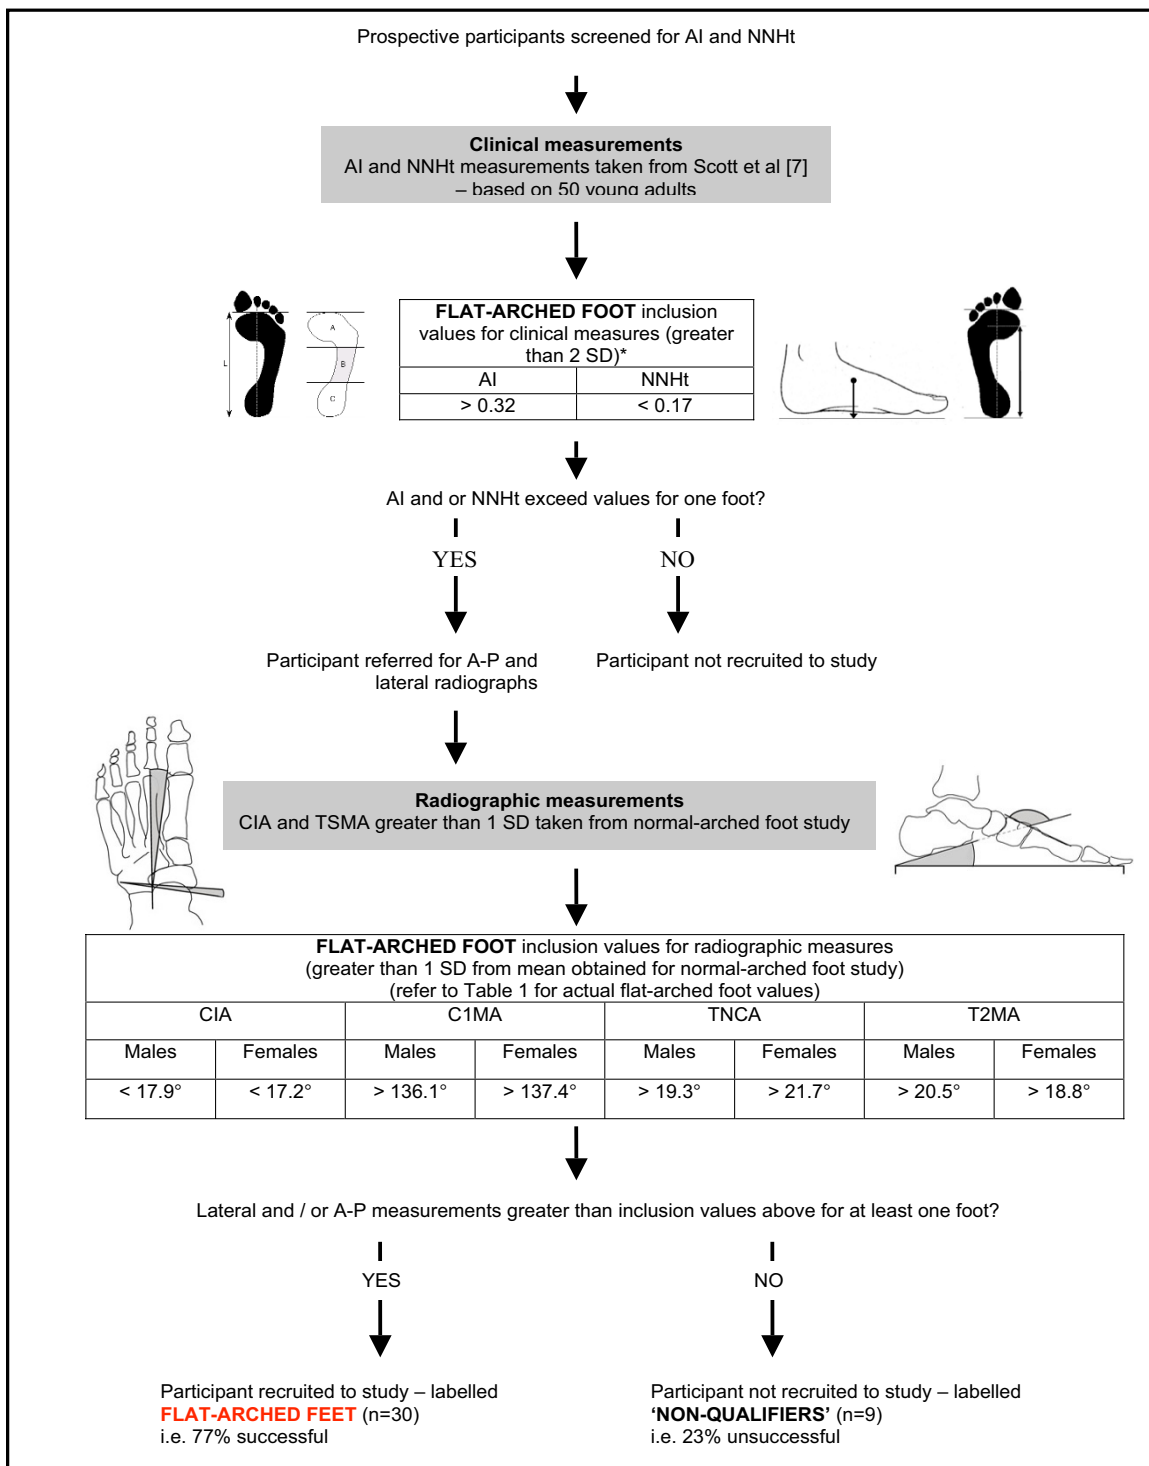 Prospective participants screened for AI and NNHt
Clinical measurements
AI and NNHt measurements taken from Scott et al [7]
– based on 50 young adults
L
A
B
C
FLAT-ARCHED FOOT inclusion
values for clinical measures (greater
than 2 SD)*
AI NNHt
> 0.32 < 0.17
AI and or NNHt exceed values for one foot?
YES NO
Participant referred for A-P and
lateral radiographs
Participant not recruited to study
Radiographic measurements
CIA and TSMA greater than 1 SD taken from normal-arched foot study
FLAT-ARCHED FOOT inclusion values for radiographic measures
(greater than 1 SD from mean obtained for normal-arched foot study)
(refer to Table 1 for actual flat-arched foot values)
CIA C1MA TNCA T2MA
Males Females Males Females Males Females Males Females
< 17.9° < 17.2° > 136.1° > 137.4° > 19.3° > 21.7° > 20.5° > 18.8°
Lateral and / or A-P measurements greater than inclusion values above for at least one foot?
YES NO
Participant recruited to study – labelled
FLAT-ARCHED FEET (n=30)
i.e. 77% successful
Participant not recruited to study – labelled
‘NON-QUALIFIERS’ (n=9)
i.e. 23% unsuccessful